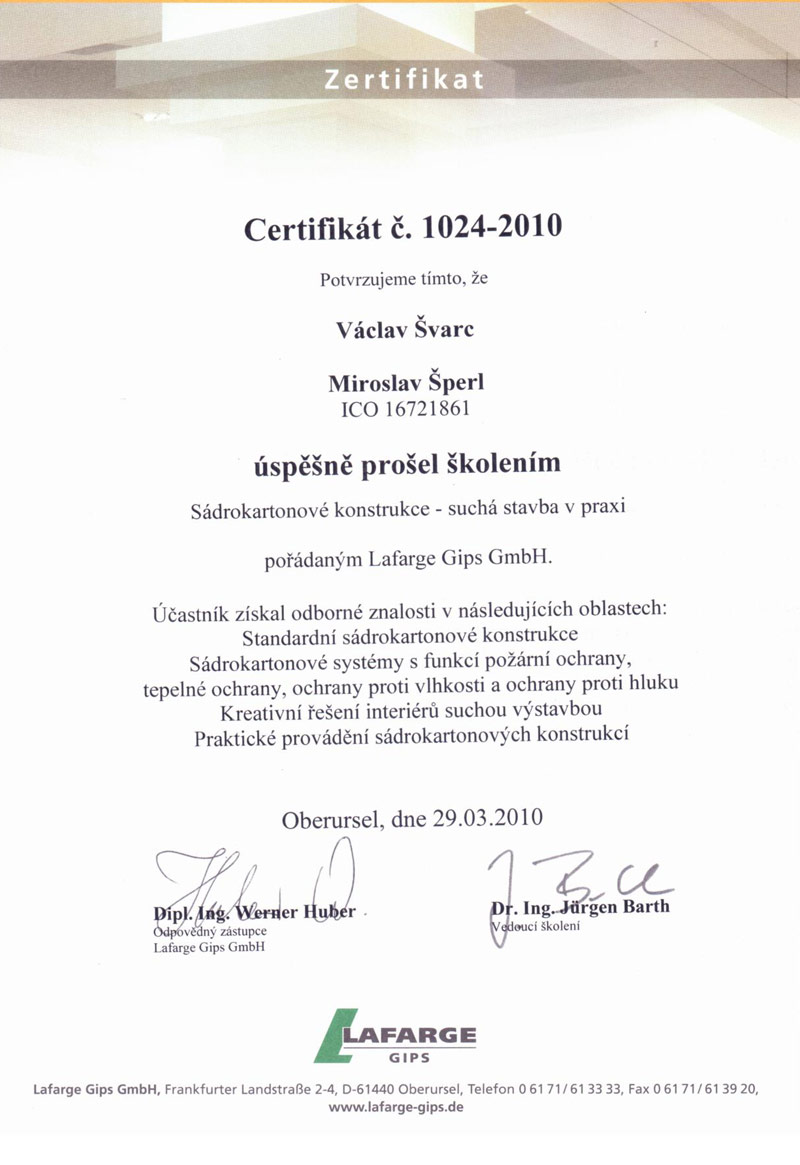 Zertifikat
Certifikát č. 1024-2010
Potvrzujeme tímto, že
Václav Švarc
Miroslav Šperl
ICO 16721861
úspěšně prošel školením
Sádrokartonové konstrukce - suchá stavba v praxi
pořádaným Lafarge Gips GmbH.
Účastník získal odborné znalosti v následujících oblastech:
Standardní sádrokartonové konstrukce
Sádrokartonové systémy s funkcí požární ochrany,
tepelné ochrany, ochrany proti vlhkosti a ochrany proti hluku
Kreativní řešení interiérů suchou výstavbou
Praktické provádění sádrokartonových konstrukcí
Oberursel, dne 29.03.2010
Dipl. Ing. Werner Huber
Odpovědný zástupce
Lafarge Gips GmbH
Dr. Ing. Jürgen Barth
Vedoucí školení
LAFARGE
GIPS
Lafarge Gips GmbH, Frankfurter Landstraße 2-4, D-61440 Oberursel, Telefon 0 61 71/ 61 33 33, Fax 0 61 71/ 61 39 20,
www.lafarge-gips.de